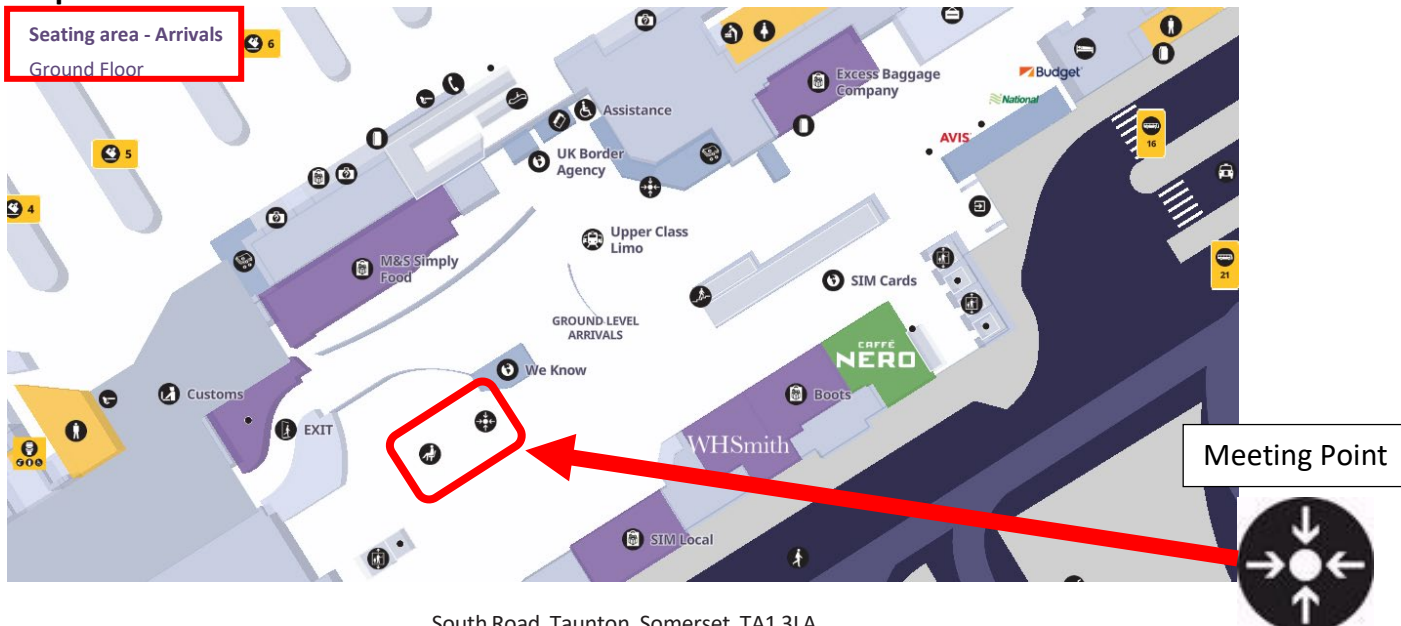 Seating area - Arrivals
Ground Floor
6
5
4
Assistance
UK Border
Agency
Excess Baggage
Company
Budget
National
AVIS
16
21
Upper Class
Limo
M&S Simply
Food
SIM Cards
GROUND LEVEL
ARRIVALS
CAFFÈ
NERO
We Know
Customs
EXIT
Boots
WHSmith
SIM Local
Meeting Point
South Road, Taunton, Somerset, TA1 3LA